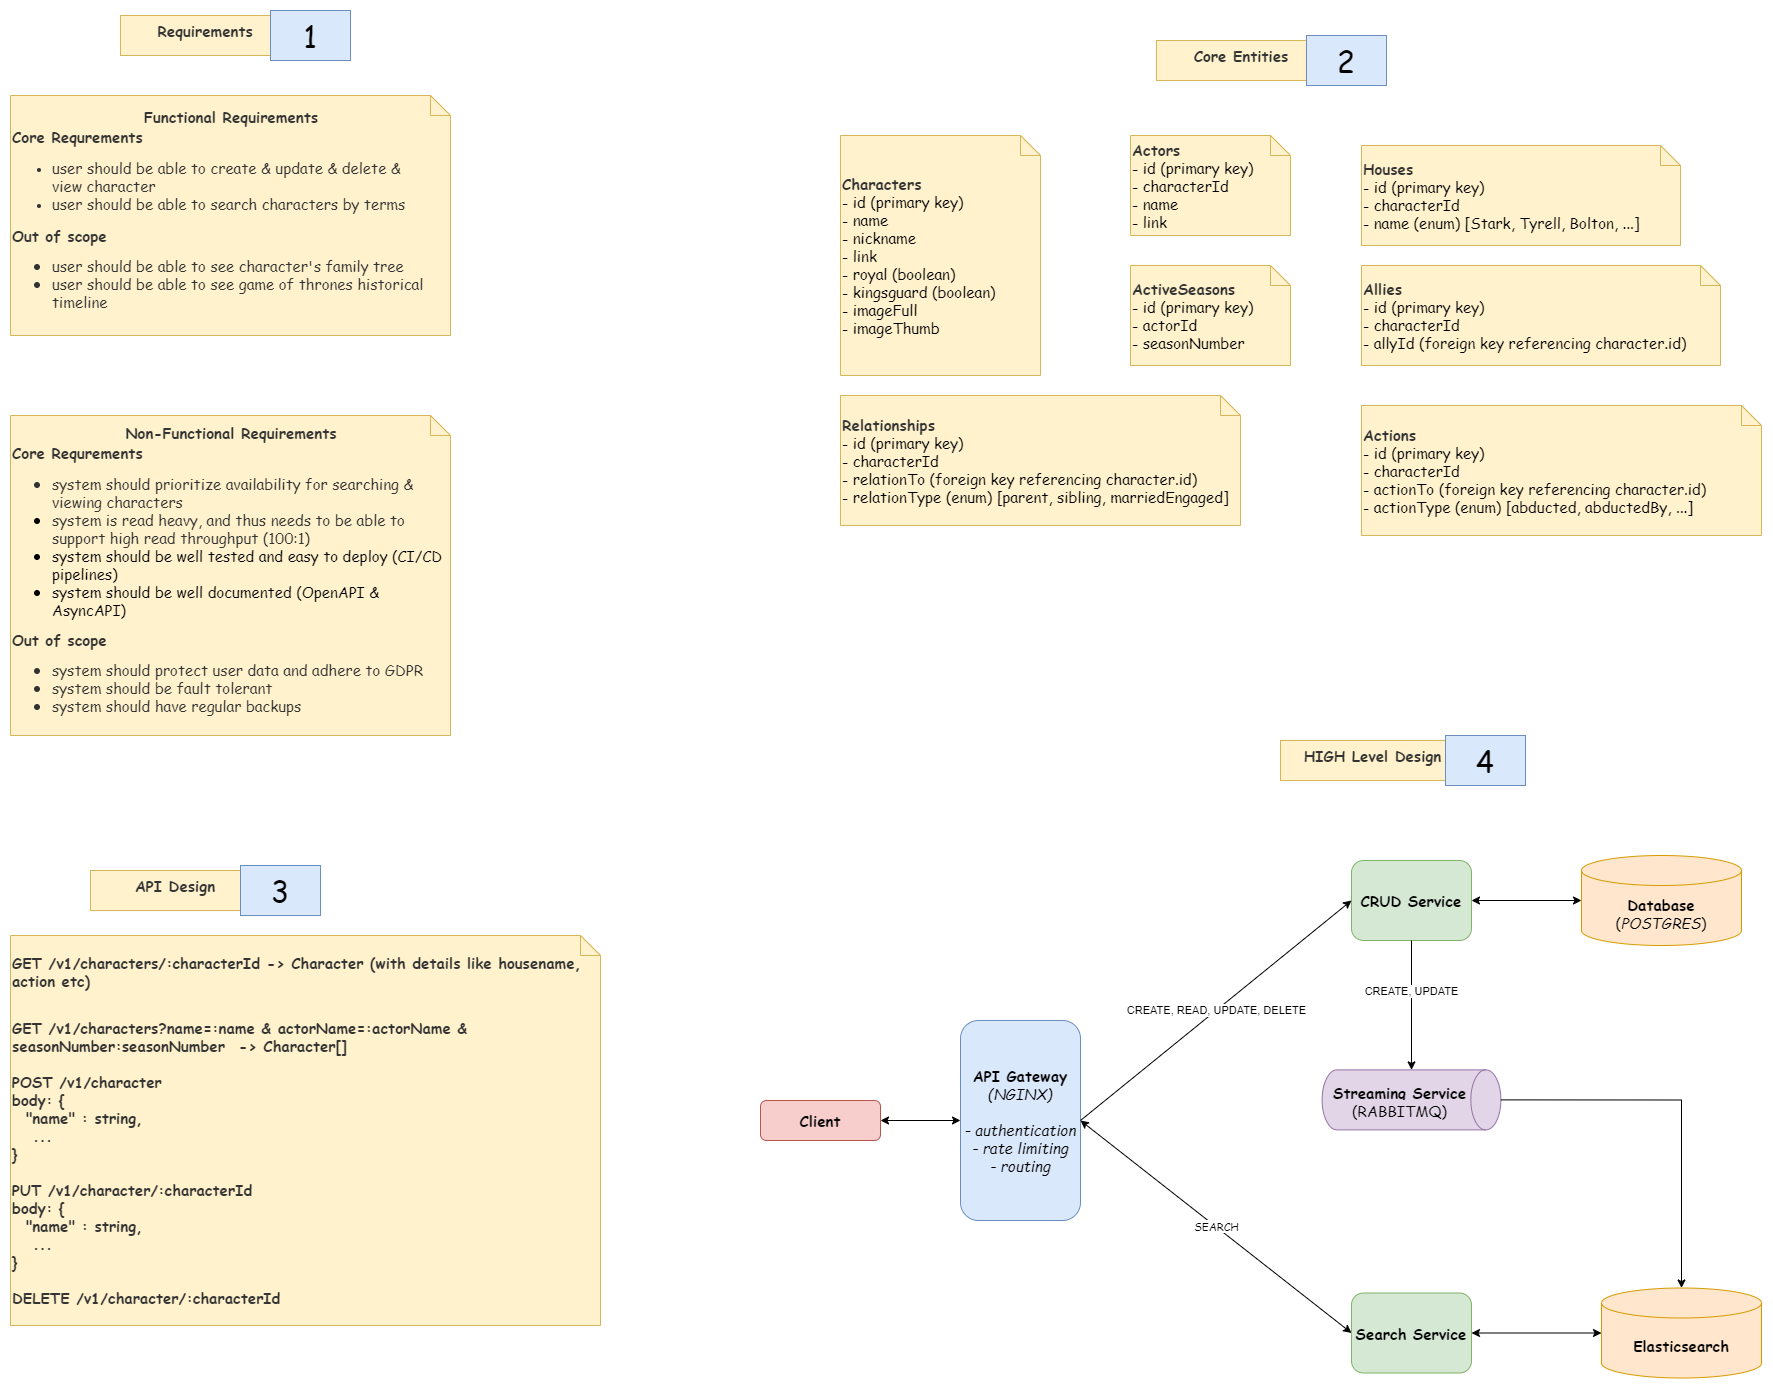 Requirements
1
Functional Requirements
Core Requrements
user should be able to create & update & delete &
view character
user should be able to search characters by terms
Out of scope
user should be able to see character's family tree
user should be able to see game of thrones historical
timeline
Non-Functional Requirements
Core Requrements
system should prioritize availability for searching &
viewing characters
system is read heavy, and thus needs to be able to
support high read throughput (100:1)
system should be well tested and easy to deploy (CI/CD
pipelines)
system should be well documented (OpenAPI &
AsyncAPI)
Out of scope
system should protect user data and adhere to GDPR
system should be fault tolerant
system should have regular backups
Core Entities
2
Characters
- id (primary key)
- name
- nickname
- link
- royal (boolean)
- kingsguard (boolean)
- imageFull
- imageThumb
Actors
- id (primary key)
- characterId
- name
- link
Houses
- id (primary key)
- characterId
- name (enum) [Stark, Tyrell, Bolton, ...]
ActiveSeasons
- id (primary key)
- actorId
- seasonNumber
Allies
- id (primary key)
- characterId
- allyId (foreign key referencing character.id)
Relationships
- id (primary key)
- characterId
- relationTo (foreign key referencing character.id)
- relationType (enum) [parent, sibling, marriedEngaged]
Actions
- id (primary key)
- characterId
- actionTo (foreign key referencing character.id)
- actionType (enum) [abducted, abductedBy, ...]
API Design
3
GET /v1/characters/:characterId -> Character (with details like housename,
action etc)
GET /v1/characters?name=:name & actorName=:actorName &
seasonNumber:seasonNumber  -> Character[]
POST /v1/character
body: {
"name" : string,
...
}
PUT /v1/character/:characterId
body: {
"name" : string,
...
}
DELETE /v1/character/:characterId
HIGH Level Design
4
Client
API Gateway
(NGINX)
- authentication
- rate limiting
- routing
CREATE, READ, UPDATE, DELETE
SEARCH
CRUD Service
Database
(POSTGRES)
CREATE, UPDATE
Streaming Service
(RABBITMQ)
Search Service
Elasticsearch